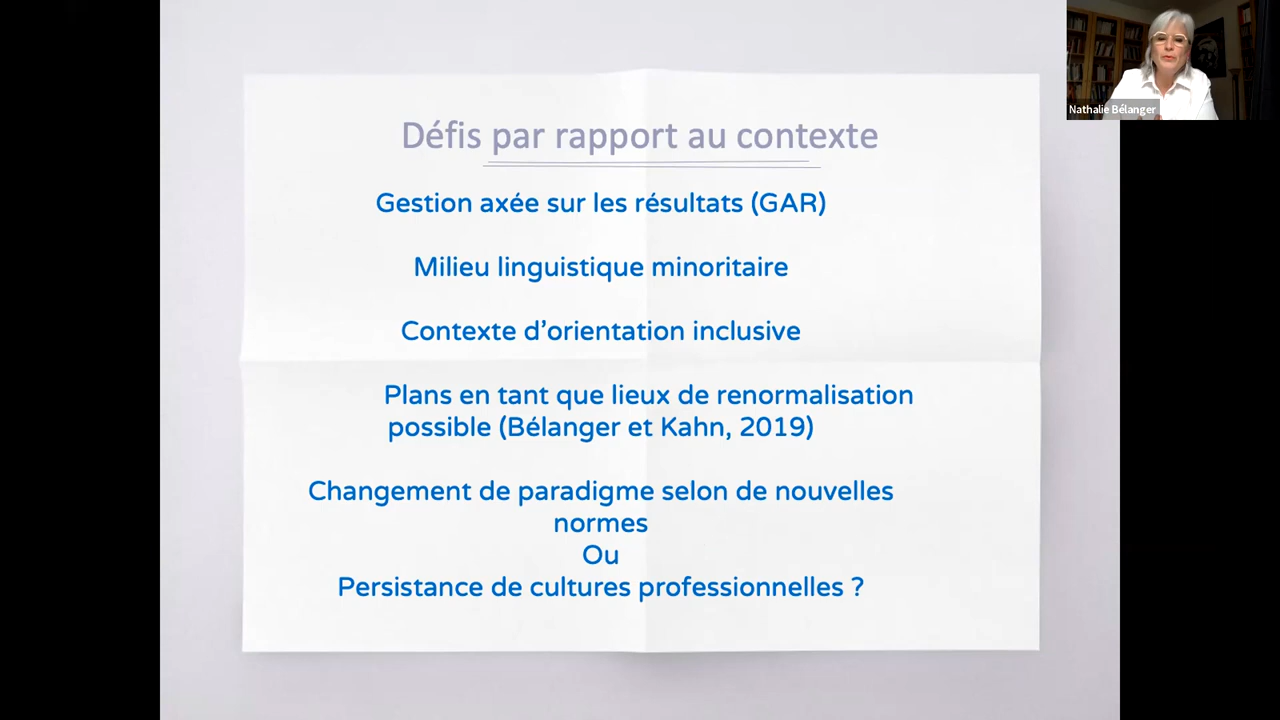 Nathalie Bélanger
Défis par rapport au contexte
Gestion axée sur les résultats (GAR)
Milieu linguistique minoritaire
Contexte d’orientation inclusive
Plans en tant que lieux de renormalisation
possible (Bélanger et Kahn, 2019)
Changement de paradigme selon de nouvelles
normes
Ou
Persistance de cultures professionnelles ?